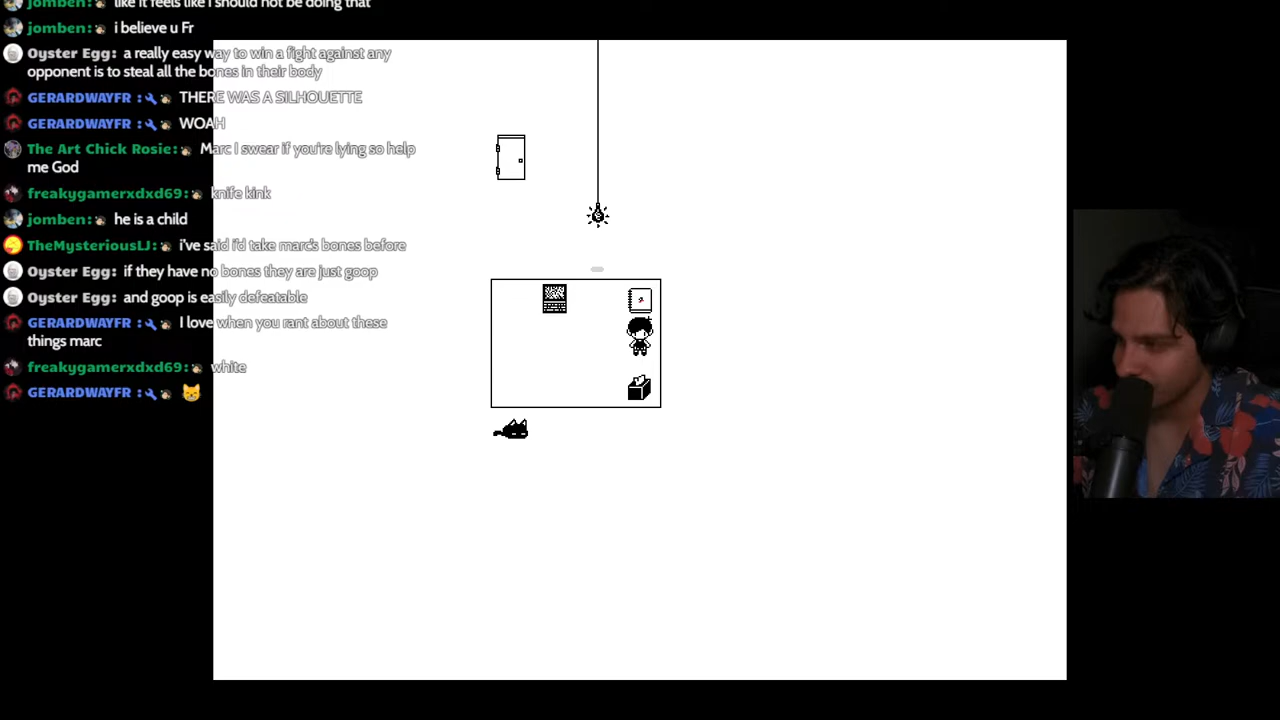 jomben: like it feels like I should not be doing that
jomben: i believe u Fr
Oyster Egg: a really easy way to win a fight against any
opponent is to steal all the bones in their body
GERARDWAYFR : THERE WAS A SILHOUETTE
GERARDWAYFR : WOAH
The Art Chick Rosie: Marc I swear if you're lying so help
me God
freakygamerxdxd69: knife kink
jomben: he is a child
TheMysteriousLJ: i've said i'd take marc's bones before
Oyster Egg: if they have no bones they are just goop
Oyster Egg: and goop is easily defeatable
GERARDWAYFR : I love when you rant about these
things marc
freakygamerxdxd69: white
GERARDWAYFR :